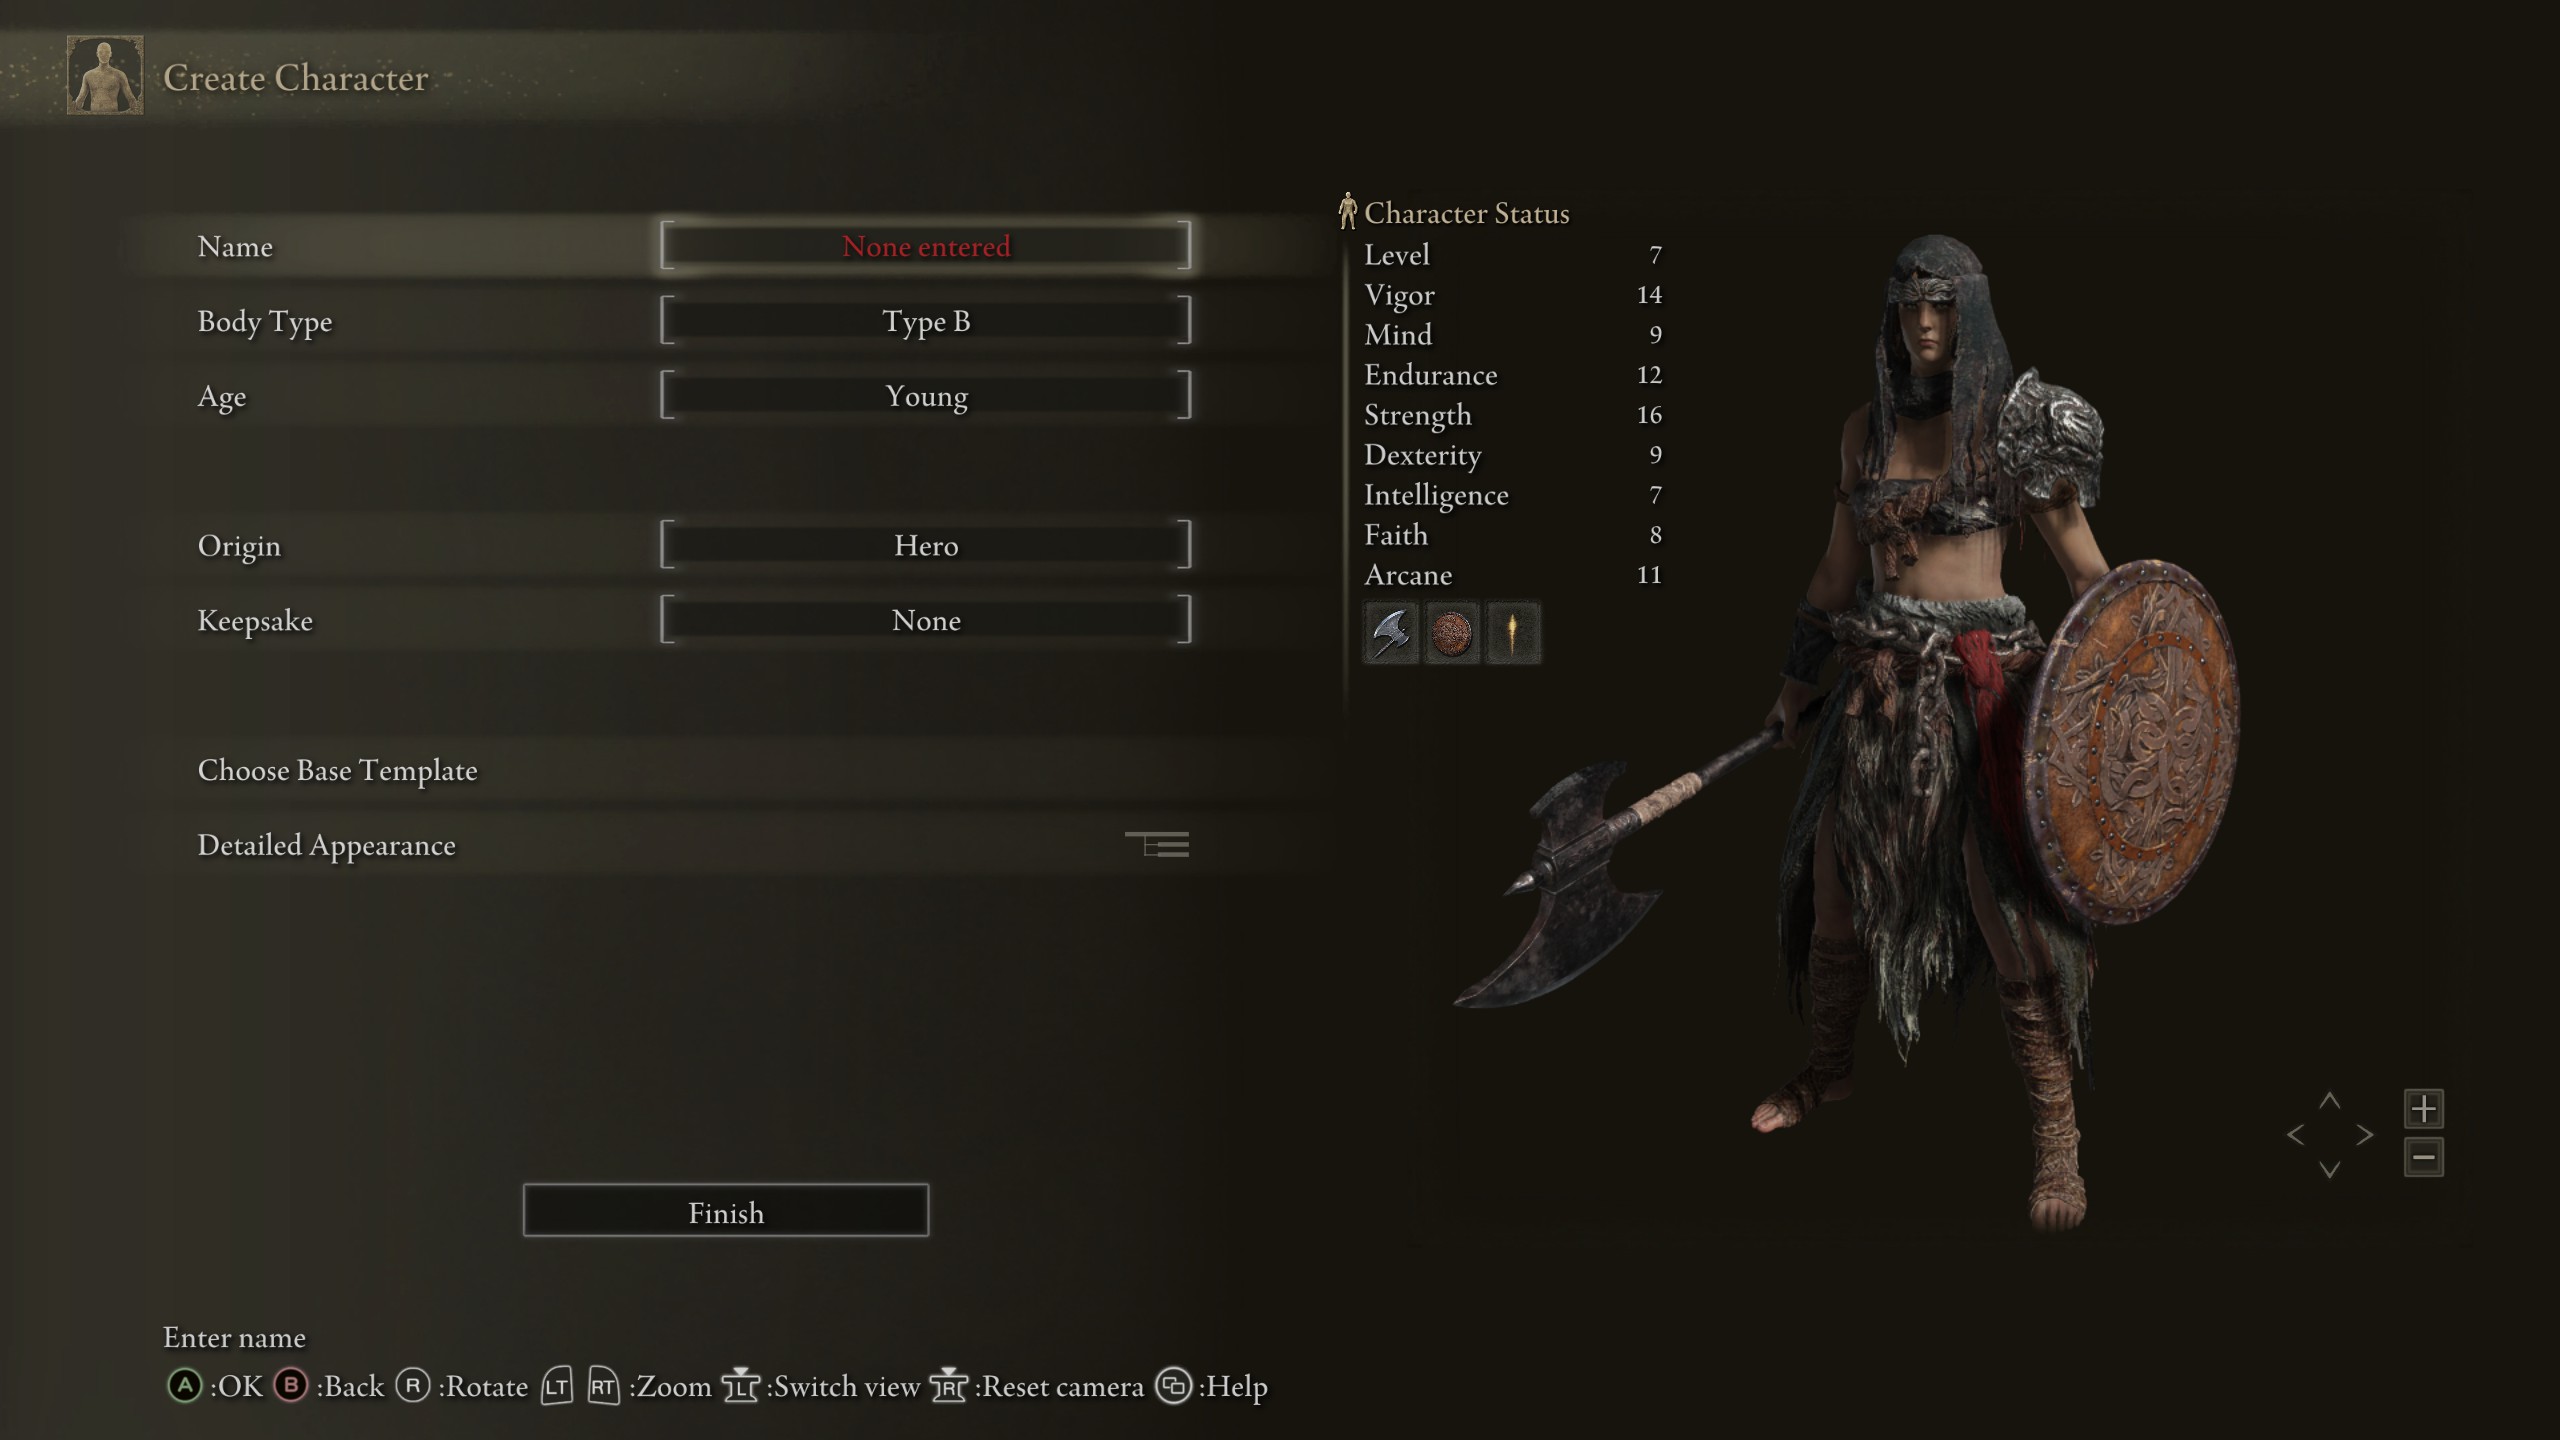 Create Character
Name None entered
Body Type Type B
Age Young
Origin Hero
Keepsake None
Choose Base Template
Detailed Appearance
Finish
Character Status
Level 7
Vigor 14
Mind 9
Endurance 12
Strength 16
Dexterity 9
Intelligence 7
Faith 8
Arcane 11
Enter name
A :OK B :Back R :Rotate LT RT :Zoom L :Switch view R :Reset camera :Help